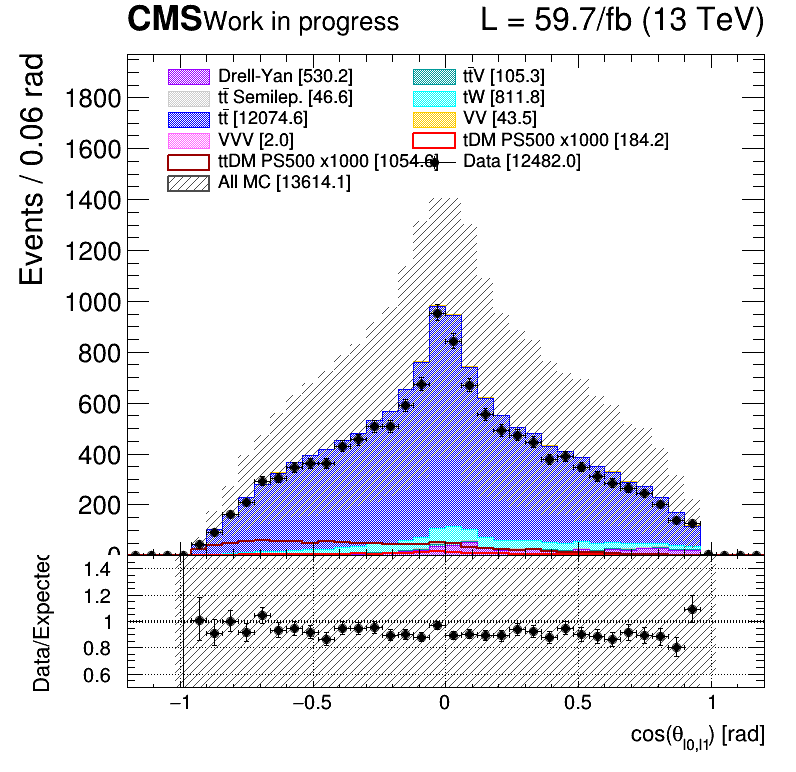 CMS Work in progress L = 59.7/fb (13 TeV)
Events / 0.06 rad
Drell-Yan [530.2] tt̄V [105.3]
tt̄ Semilep. [46.6] tW [811.8]
tt̄ [12074.6] VV [43.5]
VVV [2.0] tDM PS500 x1000 [184.2]
ttDM PS500 x1000 [1054.6] Data [12482.0]
All MC [13614.1]
1800
1600
1400
1200
1000
800
600
400
200
0
Data/Expected
1.4
1.2
1
0.8
0.6
−1 −0.5 0 0.5 1
cos(θl0,l1) [rad]